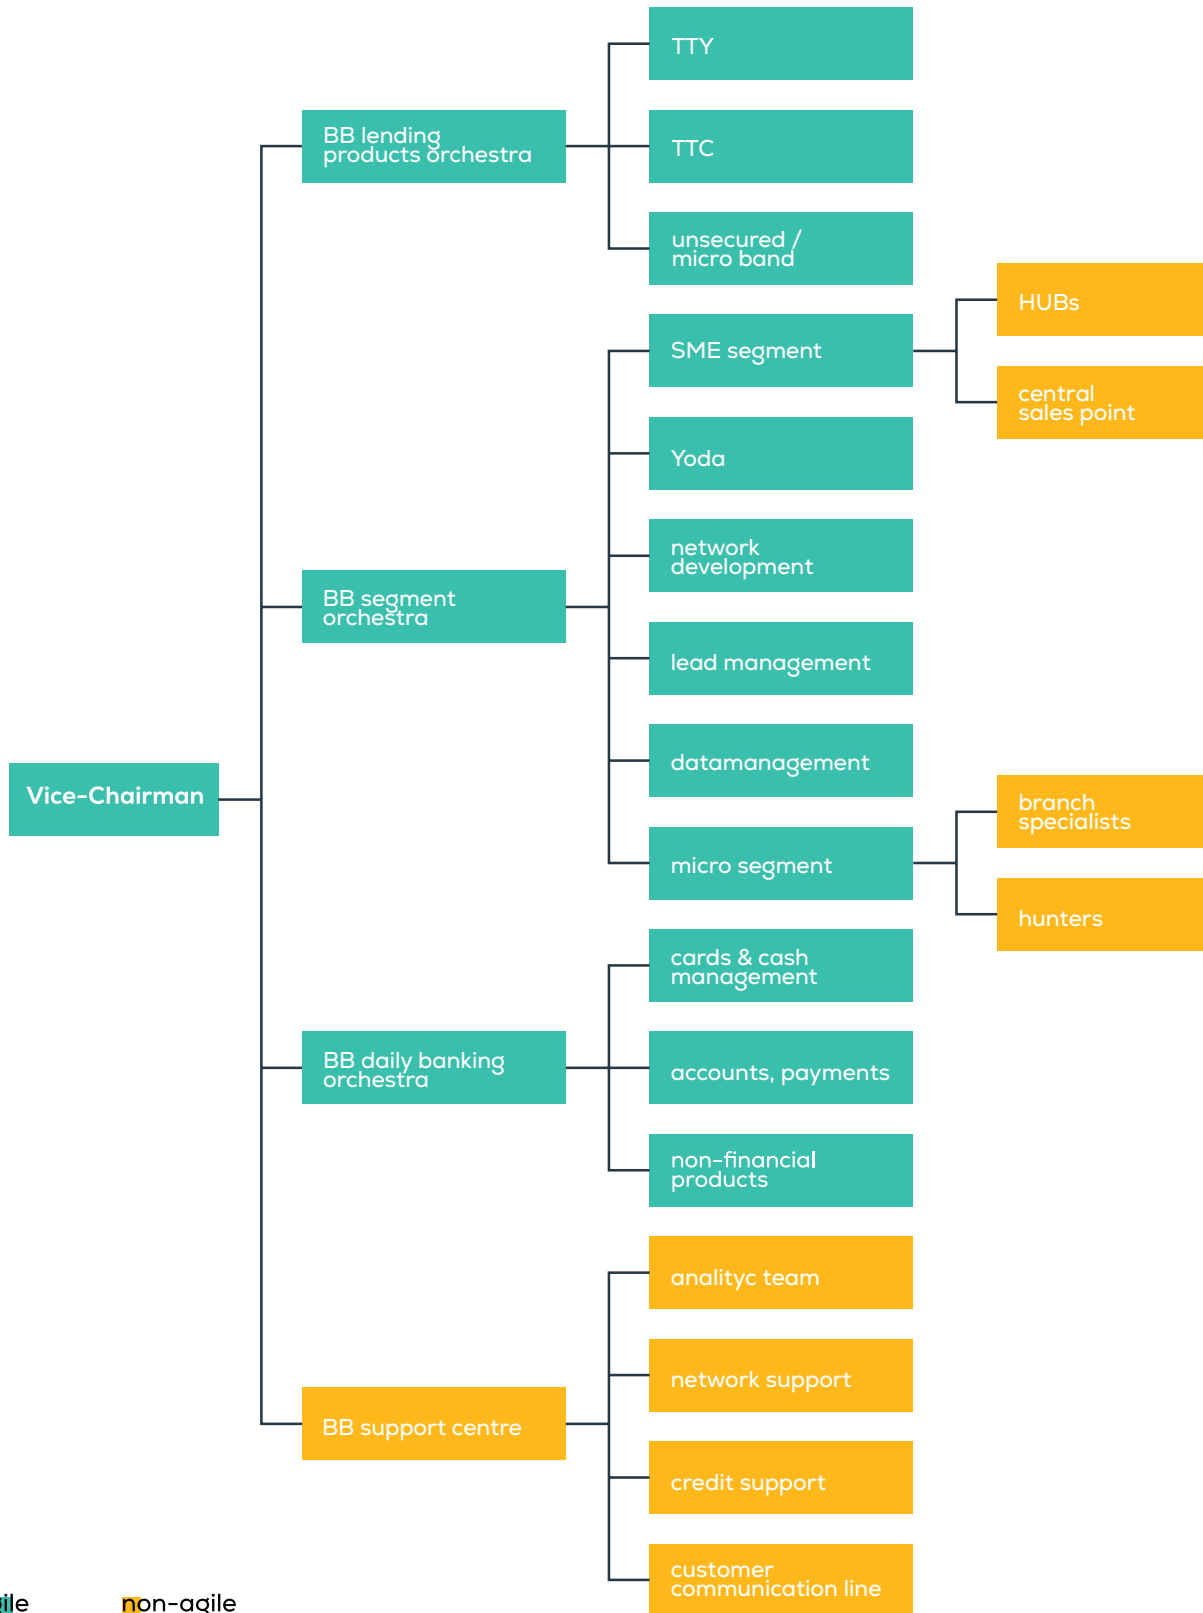 TTY
BB lending
products orchestra
TTC
unsecured /
micro band
HUBs
SME segment
central
sales point
Yoda
network
development
BB segment
orchestra
lead management
datamanagement
Vice-Chairman
branch
specialists
micro segment
hunters
cards & cash
management
BB daily banking
orchestra
accounts, payments
non-financial
products
analityc team
network support
BB support centre
credit support
customer
communication line
non-agile